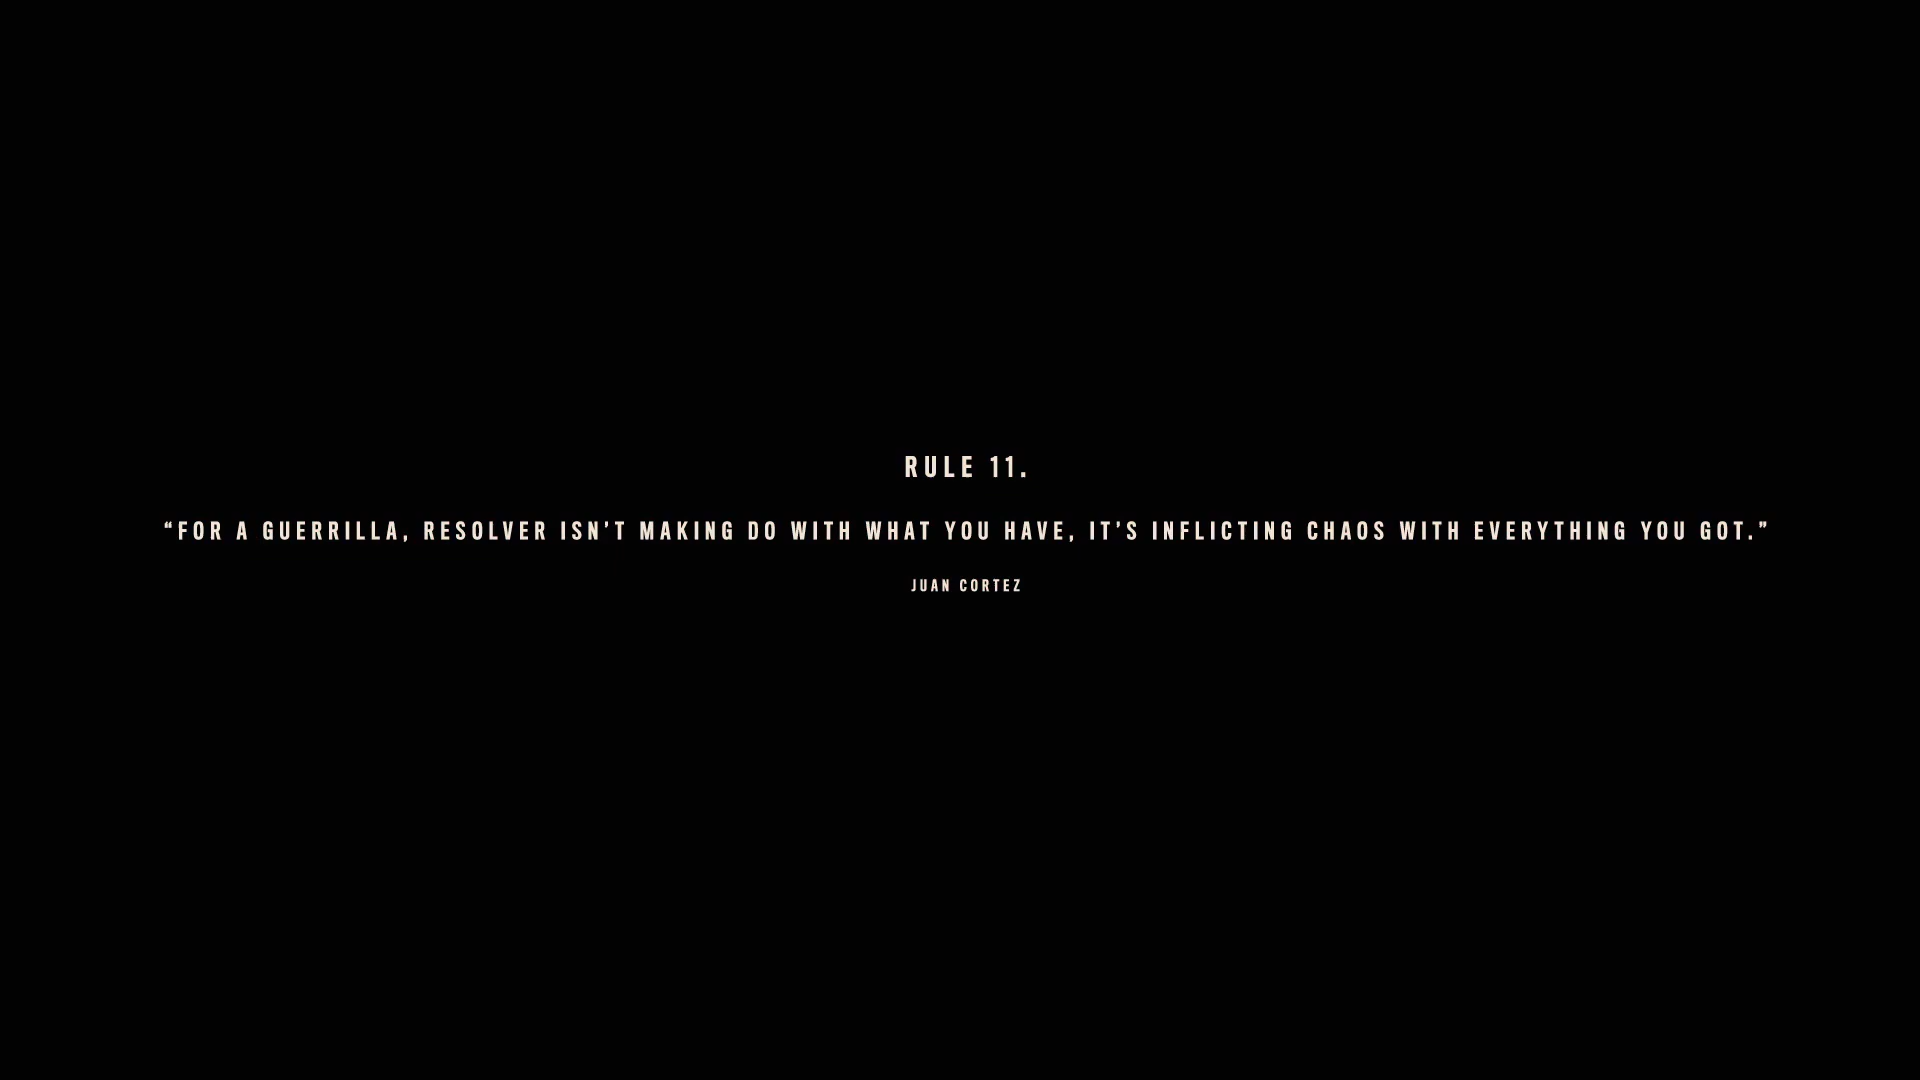 RULE 11.
“FOR A GUERRILLA, RESOLVER ISN’T MAKING DO WITH WHAT YOU HAVE, IT’S INFLICTING CHAOS WITH EVERYTHING YOU GOT.”
JUAN CORTEZ